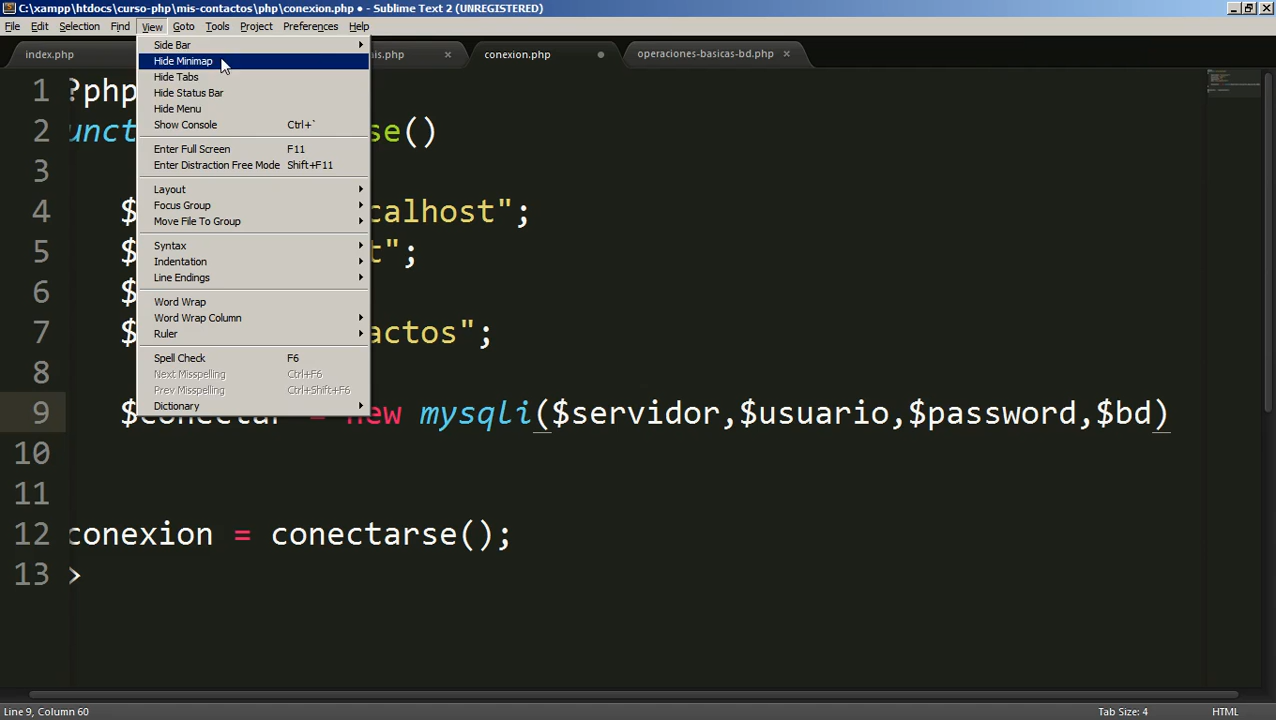 C:\xampp\htdocs\curso-php\mis-contactos\php\conexion.php • - Sublime Text 2 (UNREGISTERED)
File Edit Selection Find View Goto Tools Project Preferences Help
index.php
is.php
conexion.php
operaciones-basicas-bd.php
Side Bar
Hide Minimap
Hide Tabs
Hide Status Bar
Hide Menu
Show Console Ctrl+`
Enter Full Screen F11
Enter Distraction Free Mode Shift+F11
Layout
Focus Group
Move File To Group
Syntax
Indentation
Line Endings
Word Wrap
Word Wrap Column
Ruler
Spell Check F6
Next Misspelling Ctrl+F6
Prev Misspelling Ctrl+Shift+F6
Dictionary
1 ?php
2 unct se()
3
4 $ calhost";
5 $ t";
6 $
7 $ actos";
8
9 $conectar = new mysqli($servidor,$usuario,$password,$bd)
10
11
12 conexion = conectarse();
13 >
Line 9, Column 60
Tab Size: 4
HTML